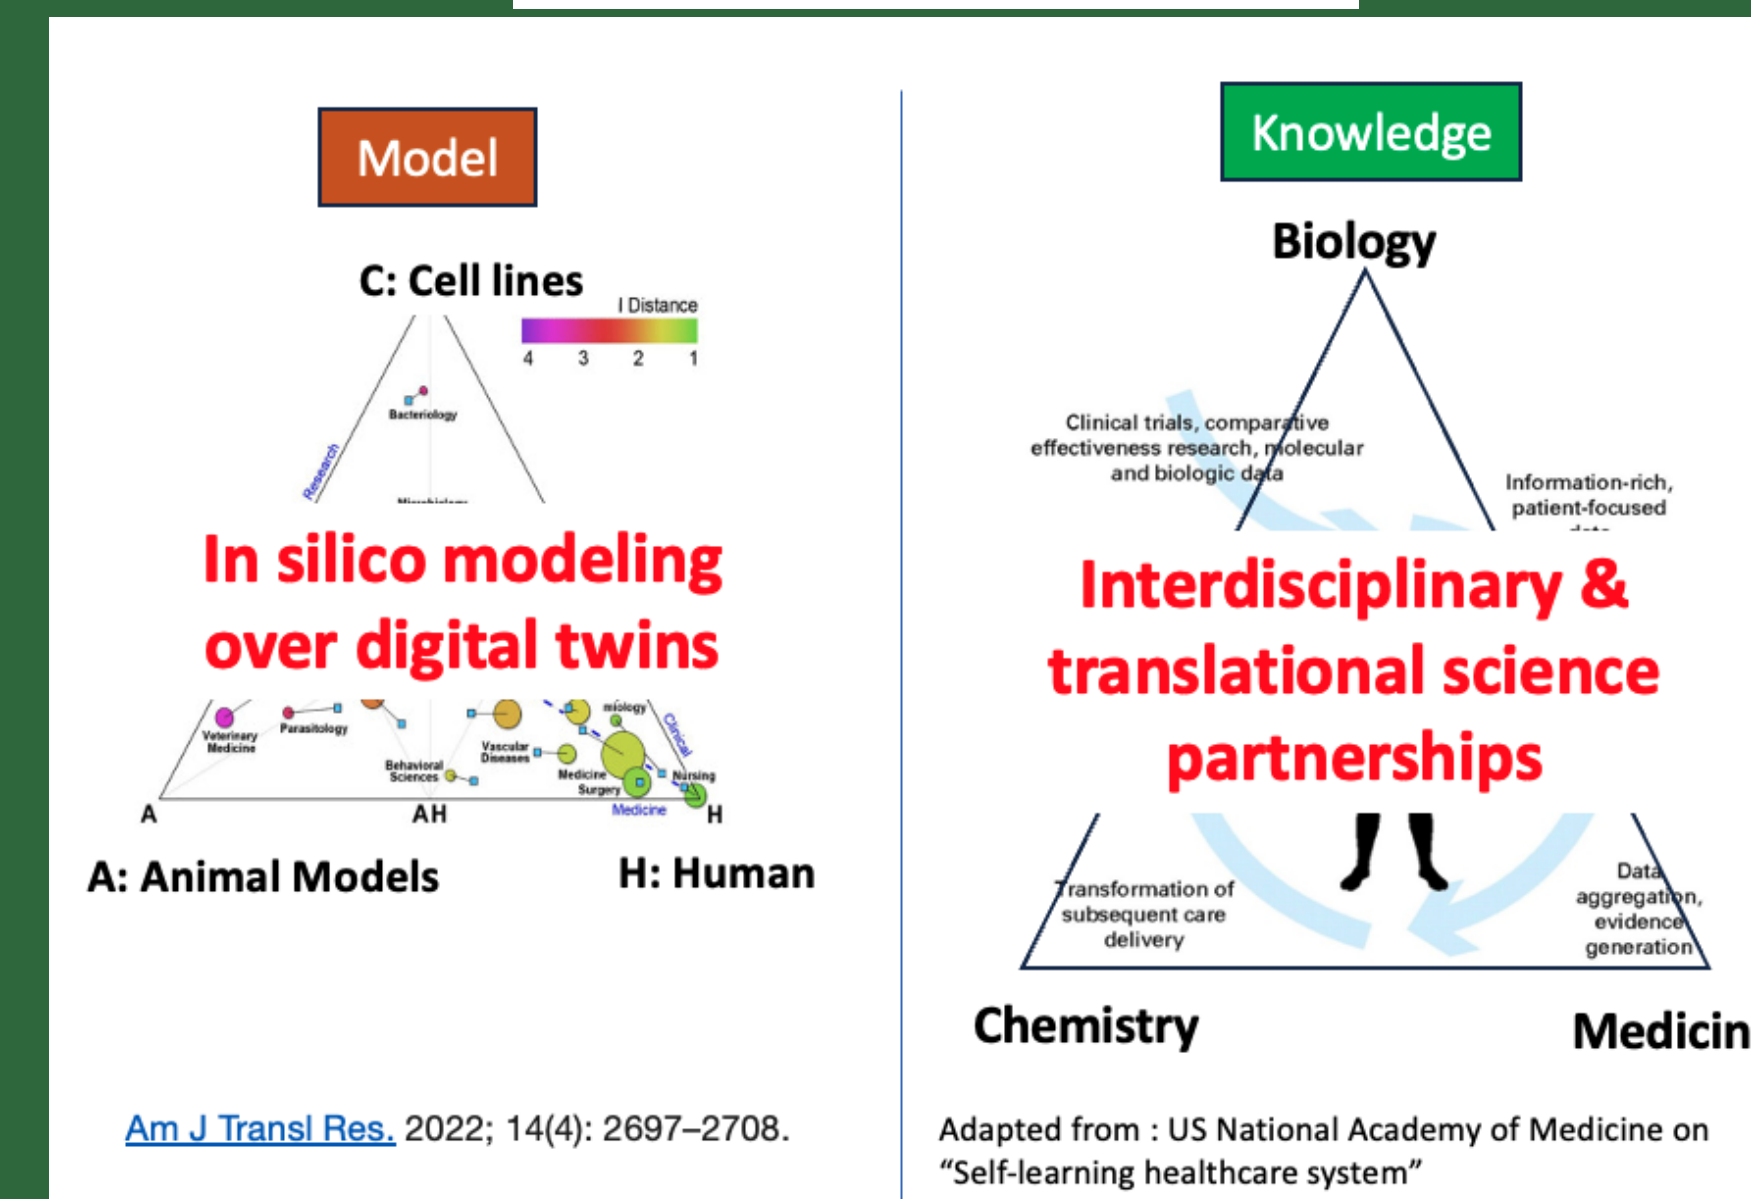 Model
C: Cell lines
I Distance
4 3 2 1
Bacteriology
Research
In silico modeling
over digital twins
Veterinary
Medicine
Parasitology
Behavioral
Sciences
Vascular
Diseases
miology
Clinical
Medicine
Surgery
Nursing
Medicine
A
AH
H
A: Animal Models
H: Human
Am J Transl Res. 2022; 14(4): 2697–2708.
Knowledge
Biology
Clinical trials, comparative
effectiveness research, molecular
and biologic data
Information-rich,
patient-focused
Interdisciplinary &
translational science
partnerships
Transformation of
subsequent care
delivery
Data
aggregation,
evidence
generation
Chemistry
Medicin
Adapted from : US National Academy of Medicine on
“Self-learning healthcare system”